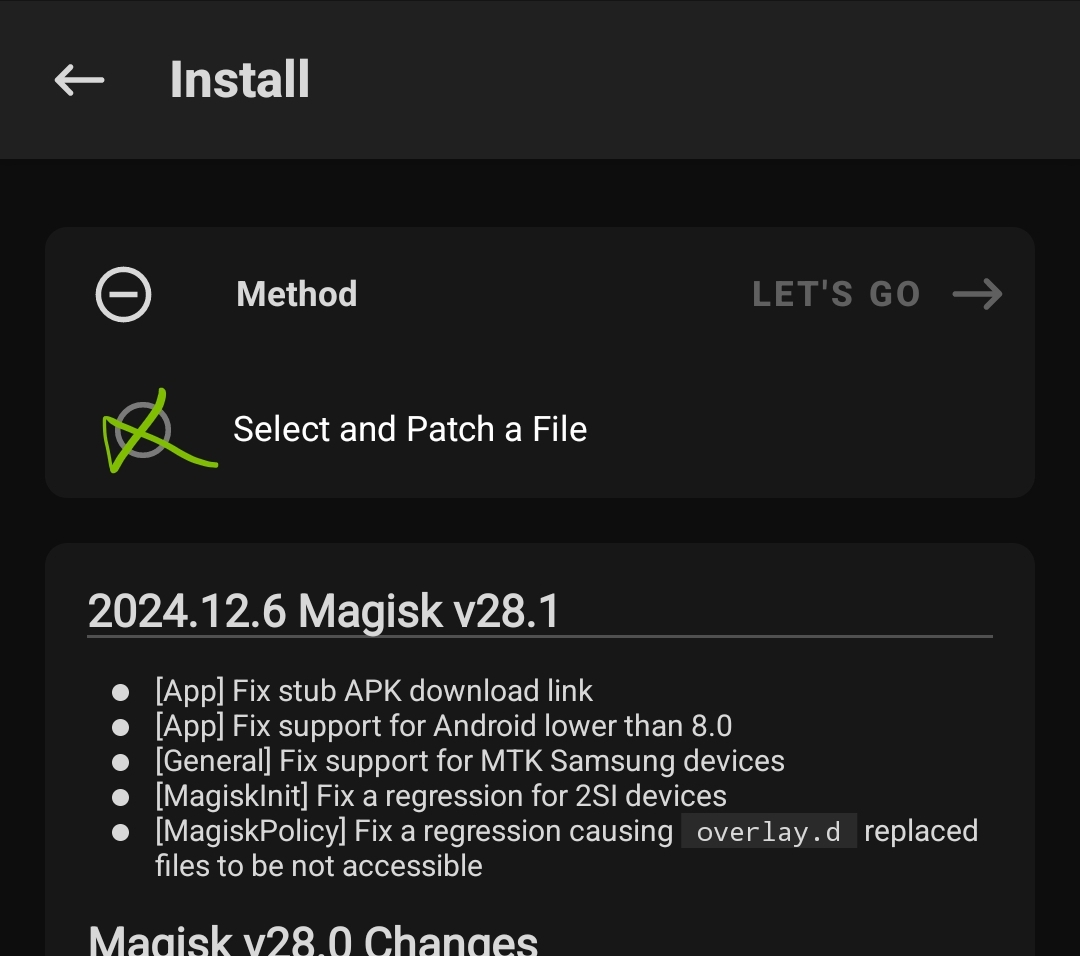 Install
Method LET'S GO
Select and Patch a File
2024.12.6 Magisk v28.1
[App] Fix stub APK download link
[App] Fix support for Android lower than 8.0
[General] Fix support for MTK Samsung devices
[MagiskInit] Fix a regression for 2SI devices
[MagiskPolicy] Fix a regression causing overlay.d replaced
files to be not accessible
Magisk v28.0 Changes